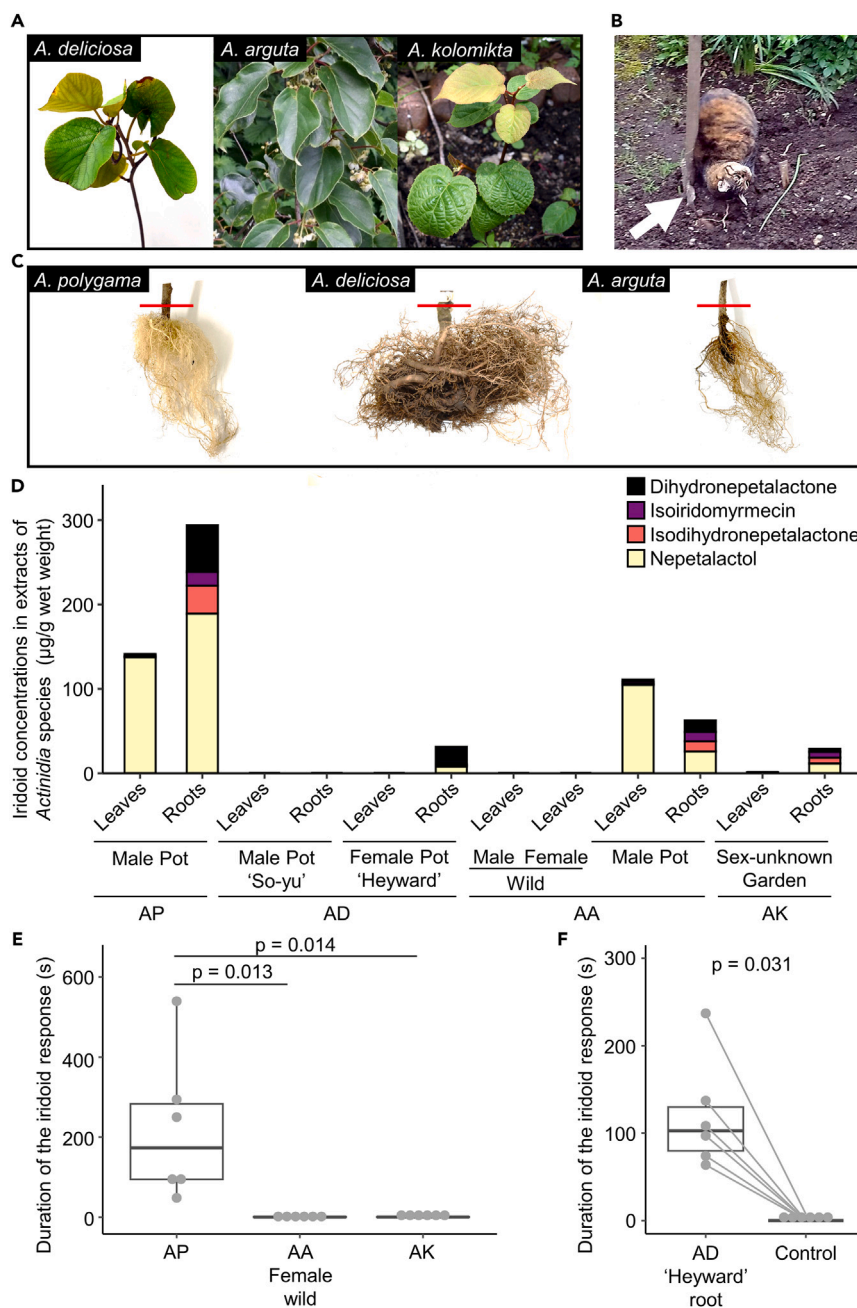 A
A. deliciosa
A. arguta
A. kolomikta
B
C
A. polygama
A. deliciosa
A. arguta
D
Iridoid concentrations in extracts of
Actinidia species (µg/g wet weight)
300
200
100
0
Dihydronepetalactone
Isoiridomyrmecin
Isodihydronepetalactone
Nepetalactol
Leaves
Roots
Leaves
Roots
Leaves
Roots
Leaves
Leaves
Leaves
Roots
Leaves
Roots
Male Pot
Male Pot
'So-yu'
Female Pot
'Heyward'
Male Female
Wild
Male Pot
Sex-unknown
Garden
AP
AD
AA
AK
E
Duration of the iridoid response (s)
600
400
200
0
p = 0.014
p = 0.013
AP
AA
Female
wild
AK
F
Duration of the iridoid response (s)
300
200
100
0
p = 0.031
AD
'Heyward'
root
Control